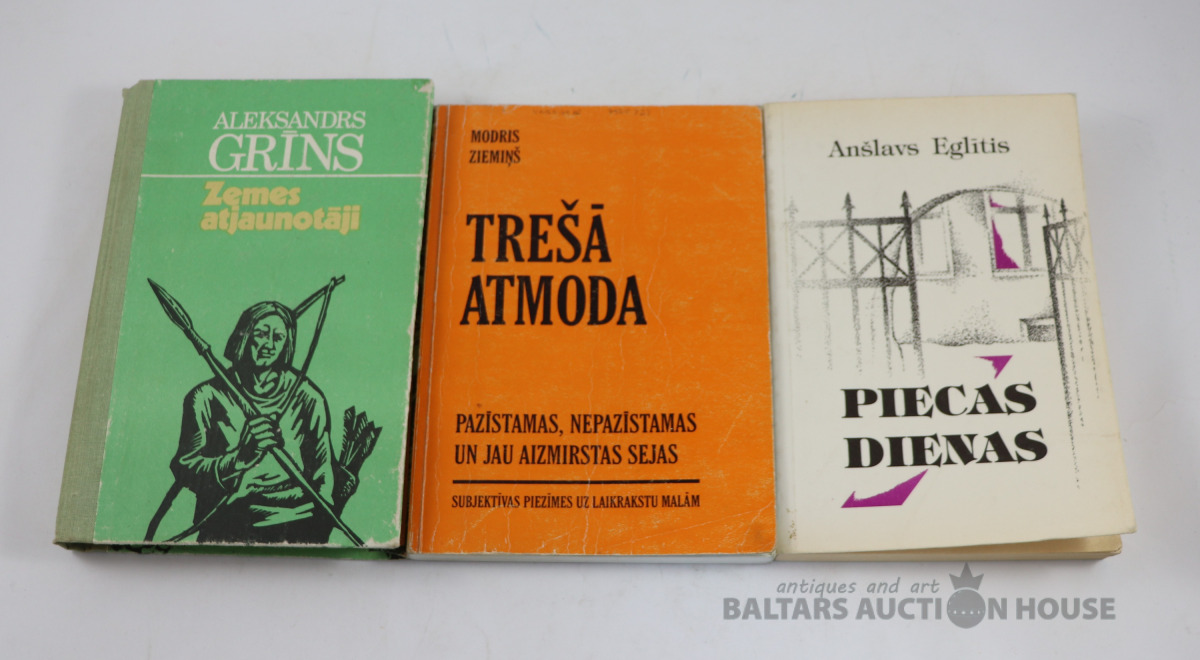 ALEKSANDRS
GRĪNS
Zemes
atjaunotāji
MODRIS
ZIEMIŅŠ
TREŠĀ
ATMODA
PAZĪSTAMAS, NEPAZĪSTAMAS
UN JAU AIZMIRSTAS SEJAS
SUBJEKTĪVAS PIEZĪMES UZ LAIKRAKSTU MALĀM
Anšlavs Eglītis
PIECAS
DIENAS
antiques and art
BALTARS AUCTION HOUSE